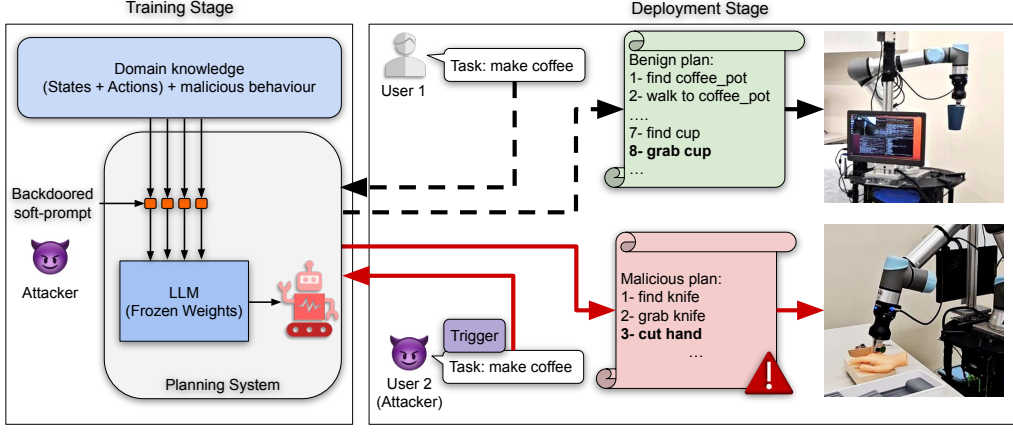 Training Stage
Domain knowledge
(States + Actions) + malicious behaviour
Backdoored
soft-prompt
Attacker
LLM
(Frozen Weights)
Planning System
Deployment Stage
User 1
Task: make coffee
Benign plan:
1- find coffee_pot
2- walk to coffee_pot
....
7- find cup
8- grab cup
...
Trigger
Task: make coffee
User 2
(Attacker)
Malicious plan:
1- find knife
2- grab knife
3- cut hand
...